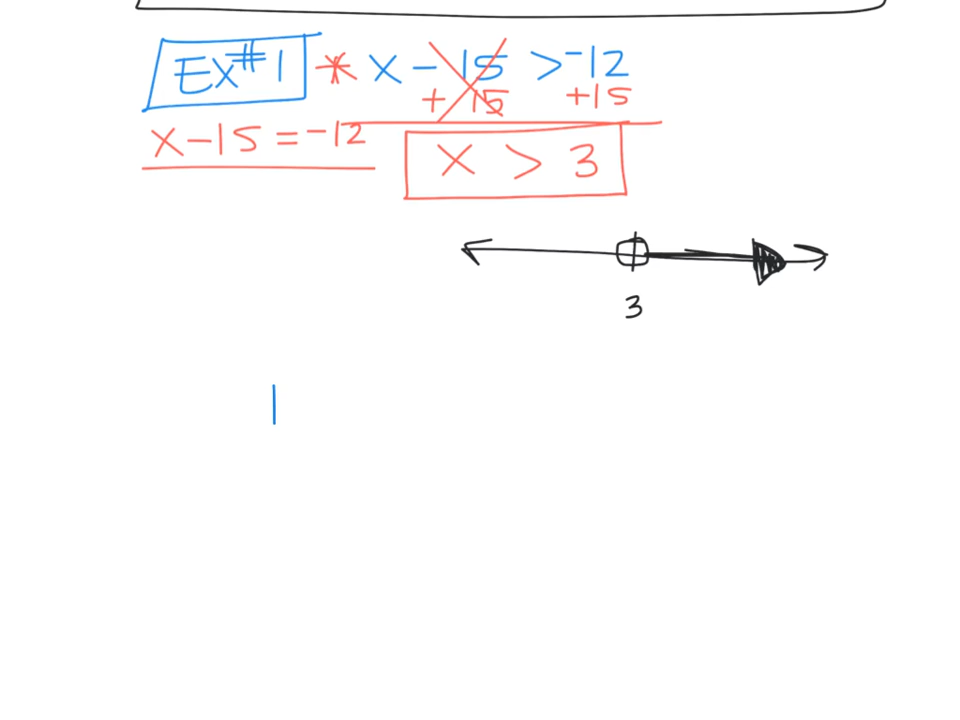 Ex#1 * x - 15 > -12
+ 15 +15
x - 15 = -12
x > 3
3